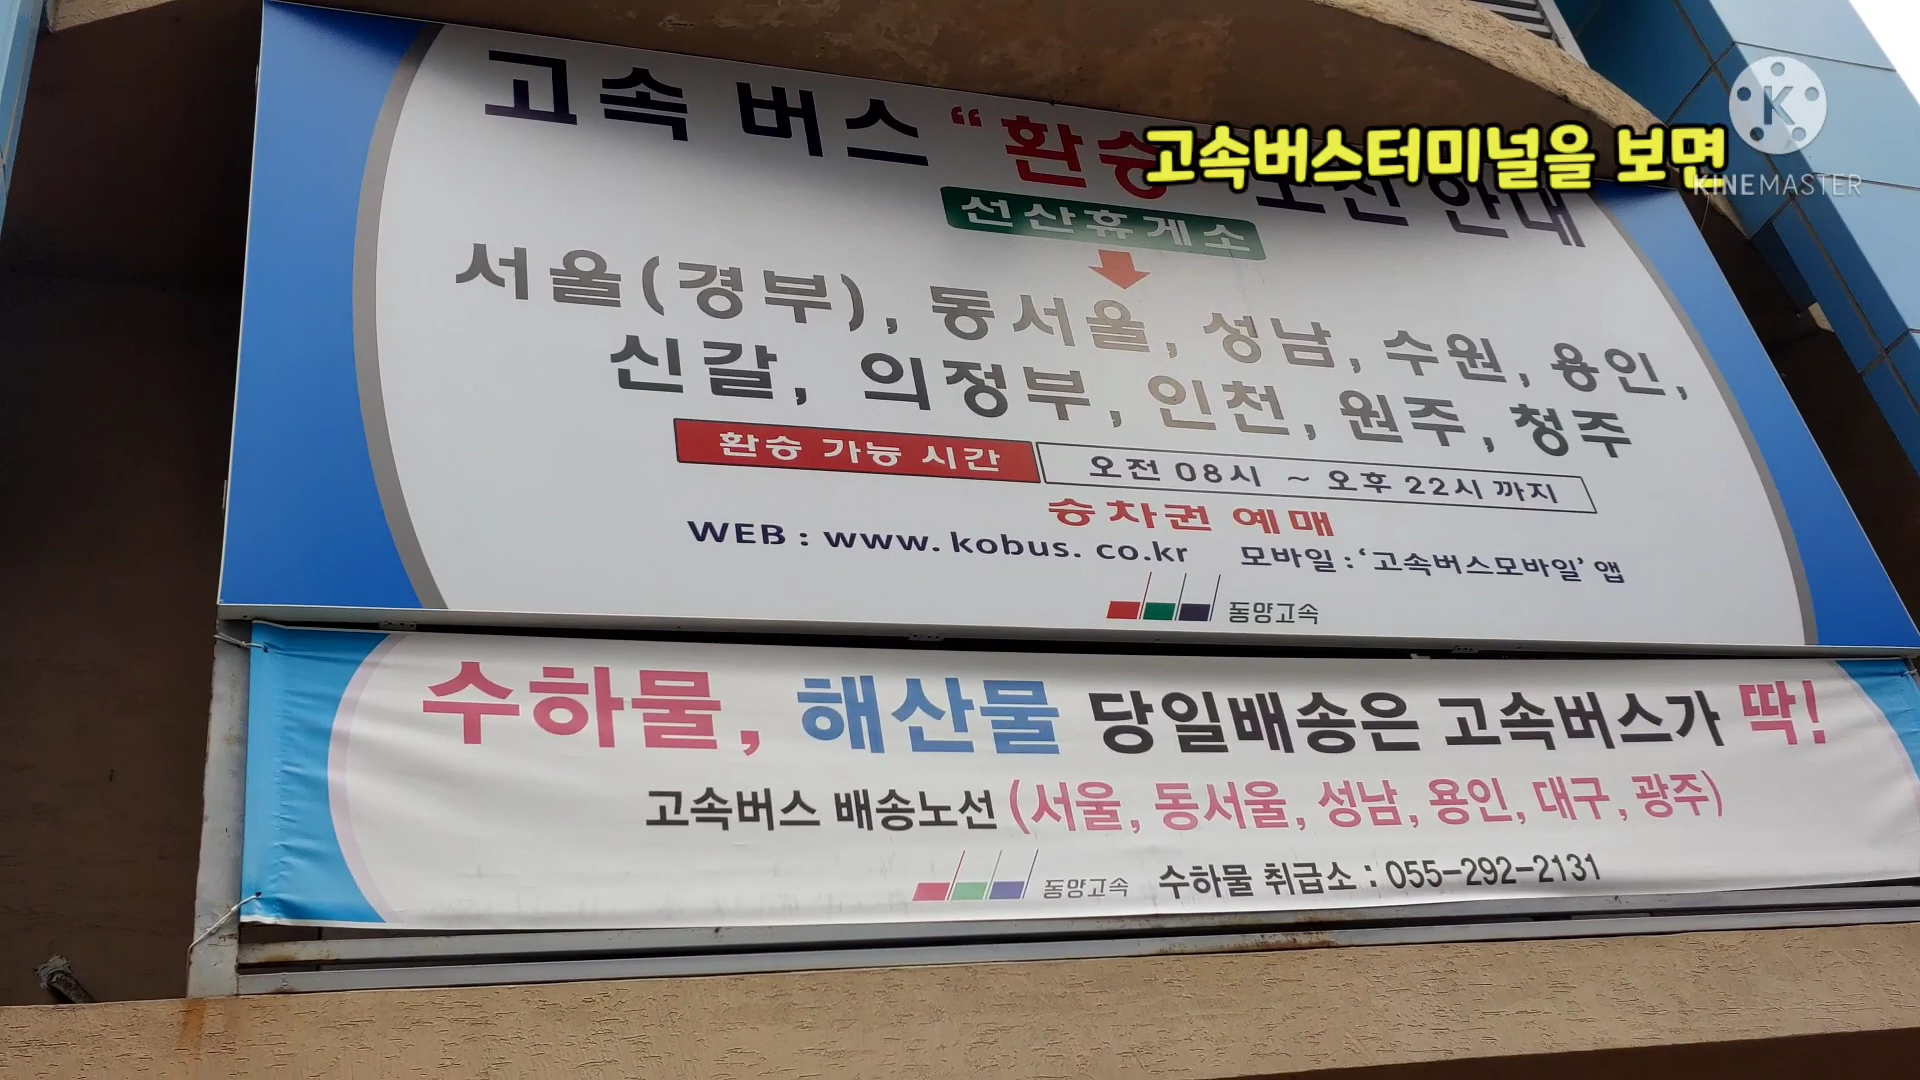 고속 버스 "환승" 노선 안내
고속버스터미널을 보면
KINEMASTER
선산휴게소
서울(경부), 동서울, 성남, 수원, 용인,
신갈, 의정부, 인천, 원주, 청주
환승 가능 시간 오전 08시 ~ 오후 22시 까지
승차권 예매
WEB : www.kobus.co.kr 모바일 : '고속버스모바일' 앱
동양고속
수하물, 해산물 당일배송은 고속버스가 딱!
고속버스 배송노선 (서울, 동서울, 성남, 용인, 대구, 광주)
동양고속 수하물 취급소 : 055-292-2131